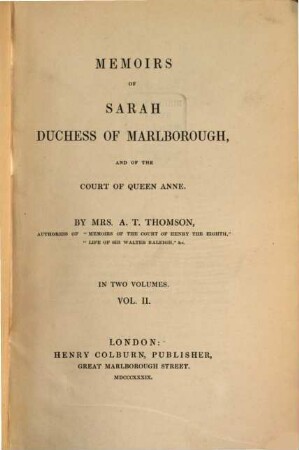 MEMOIRS
OF
SARAH
DUCHESS OF MARLBOROUGH,
AND OF THE
COURT OF QUEEN ANNE.
BY MRS. A. T. THOMSON,
AUTHORESS OF "MEMOIRS OF THE COURT OF HENRY THE EIGHTH,"
"LIFE OF SIR WALTER RALEIGH," &c.
IN TWO VOLUMES.
VOL. II.
LONDON:
HENRY COLBURN, PUBLISHER,
GREAT MARLBOROUGH STREET.
MDCCCXXXIX.